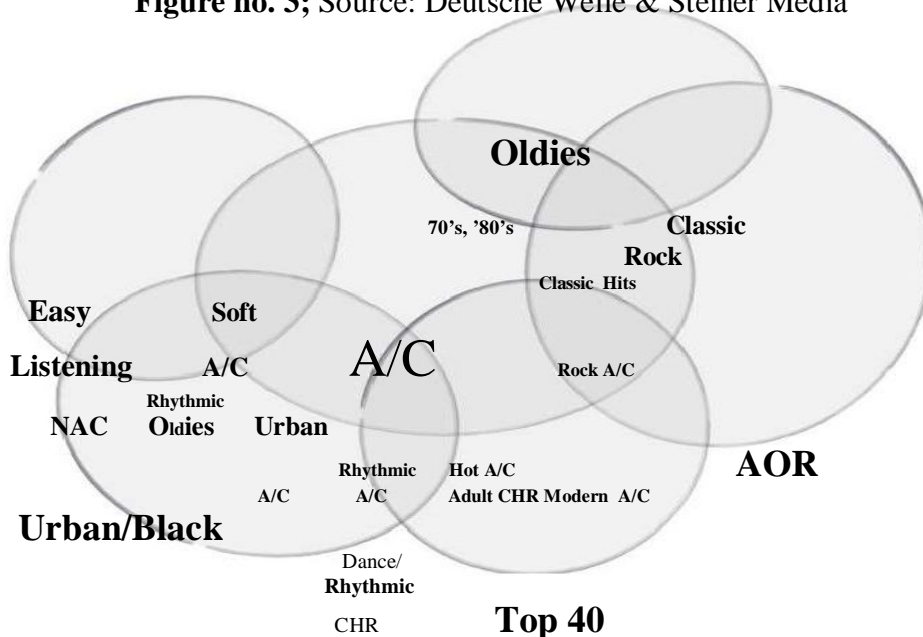 Figure no. 5; Source: Deutsche Welle & Steiner Media
Oldies
70's, '80's
Classic
Rock
Classic Hits
Easy
Soft
Listening
A/C
A/C
Rock A/C
Rhythmic
NAC
Oldies
Urban
AOR
Rhythmic
Hot A/C
A/C
A/C
Adult CHR Modern A/C
Urban/Black
Dance/
Rhythmic
CHR
Top 40